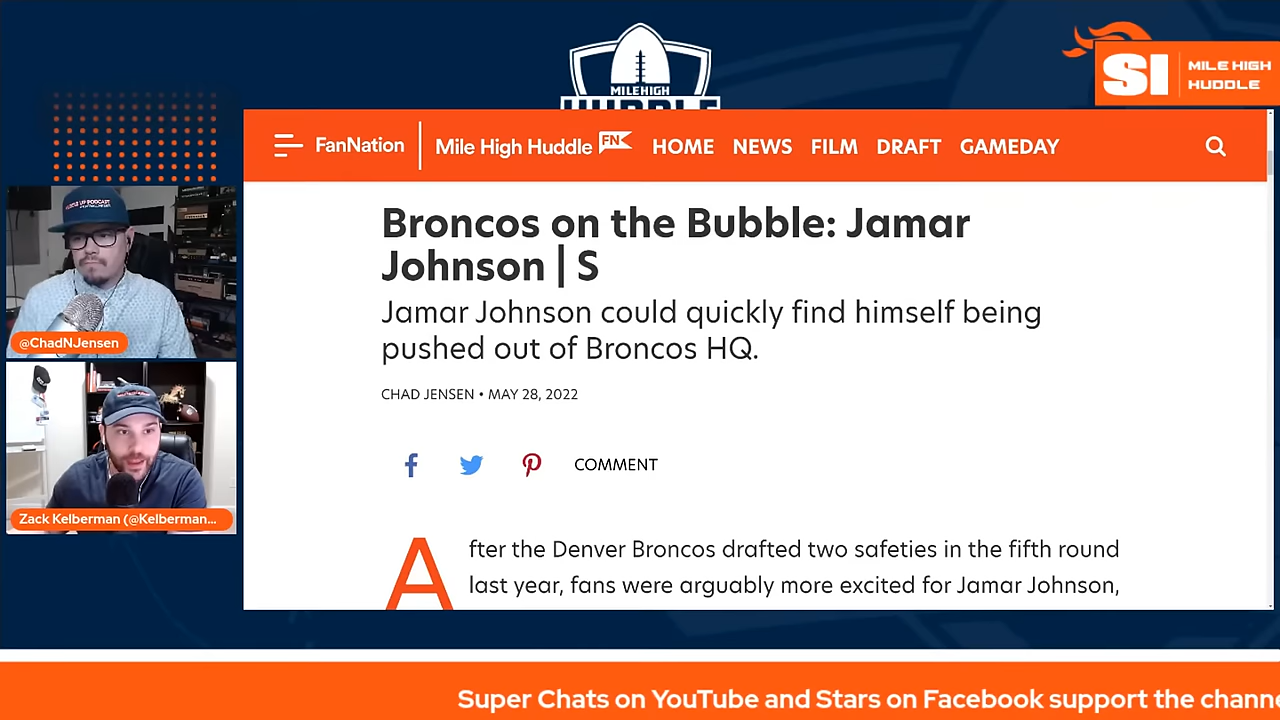 MILE HIGH
HUDDLE
SI
MILE HIGH
HUDDLE
FanNation
Mile High Huddle FN
HOME NEWS FILM DRAFT GAMEDAY
Broncos on the Bubble: Jamar
Johnson | S
Jamar Johnson could quickly find himself being
pushed out of Broncos HQ.
CHAD JENSEN • MAY 28, 2022
COMMENT
After the Denver Broncos drafted two safeties in the fifth round
last year, fans were arguably more excited for Jamar Johnson,
@ChadNJensen
Zack Kelberman (@Kelberman...
Super Chats on YouTube and Stars on Facebook support the chann